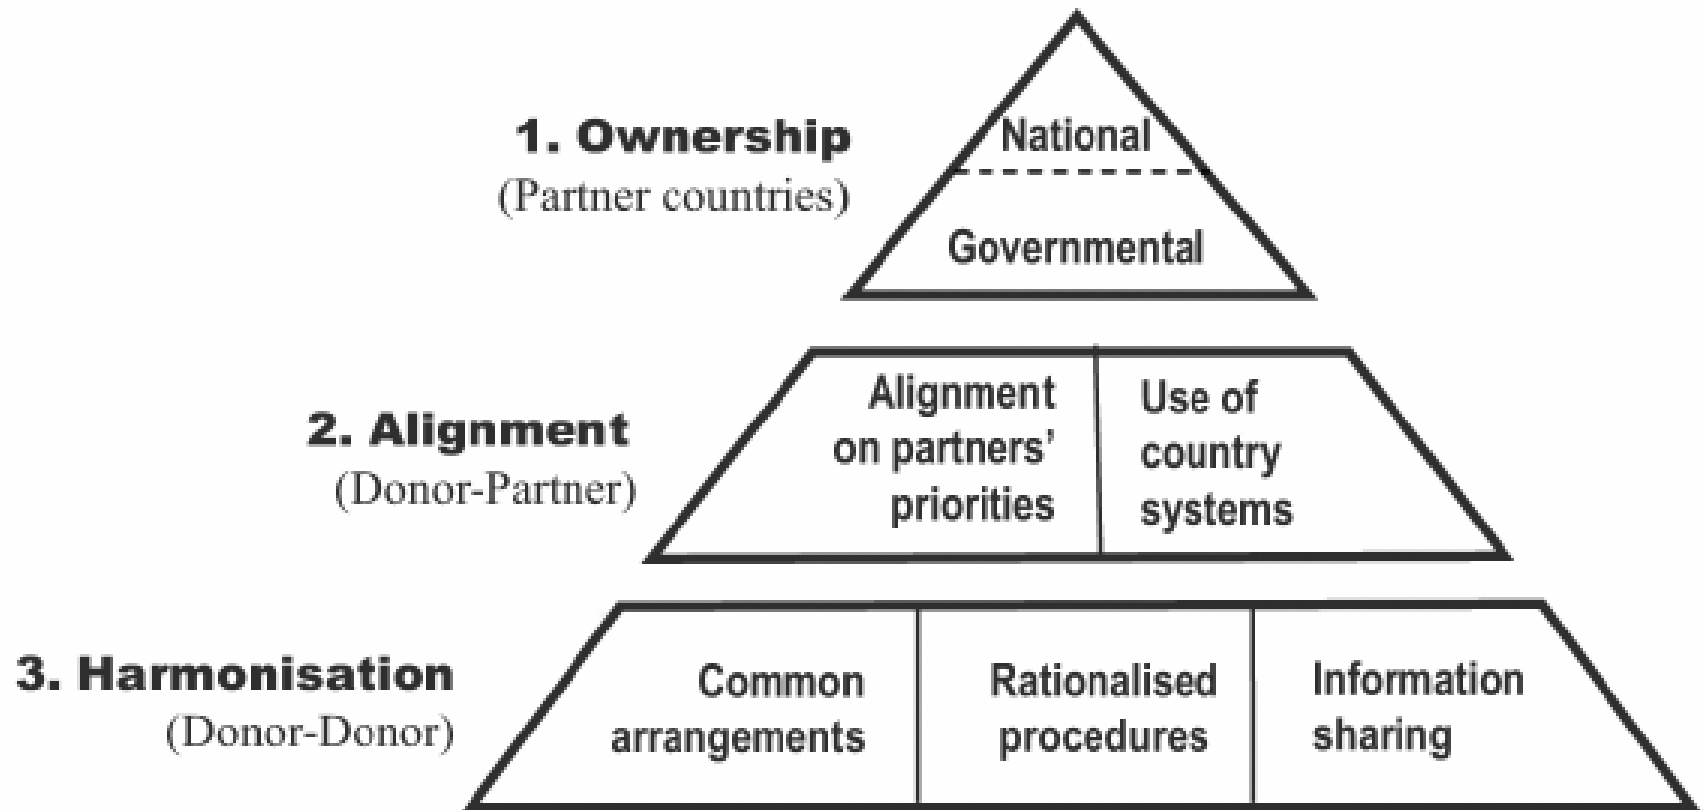 1. Ownership
(Partner countries)
National
Governmental
2. Alignment
(Donor-Partner)
Alignment
on partners’
priorities
Use of
country
systems
3. Harmonisation
(Donor-Donor)
Common
arrangements
Rationalised
procedures
Information
sharing